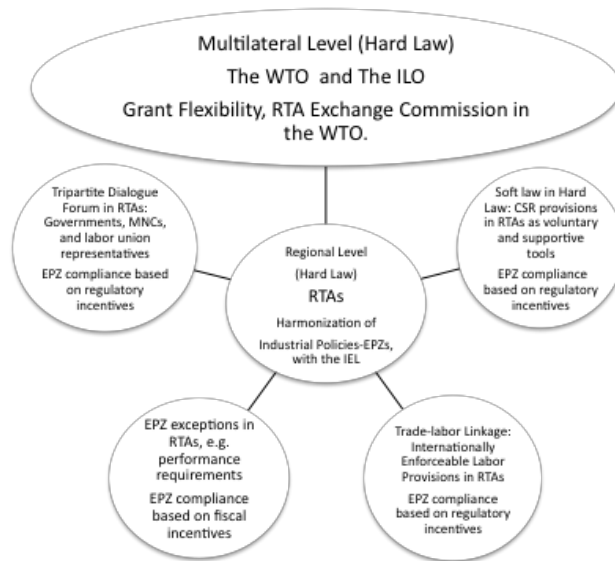 Multilateral Level (Hard Law)
The WTO and The ILO
Grant Flexibility, RTA Exchange Commission in
the WTO.
Tripartite Dialogue
Forum in RTAs:
Governments, MNCs,
and labor union
representatives
EPZ compliance based
on regulatory
incentives
Soft law in Hard
Law: CSR provisions
in RTAs as voluntary
and supportive
tools
EPZ compliance
based on regulatory
incentives
Regional Level
(Hard Law)
RTAs
Harmonization of
Industrial Policies-EPZs,
with the IEL
EPZ exceptions in
RTAs, e.g.
performance
requirements
EPZ compliance
based on fiscal
incentives
Trade-labor Linkage:
Internationally
Enforceable Labor
Provisions in RTAs
EPZ compliance
based on regulatory
incentives